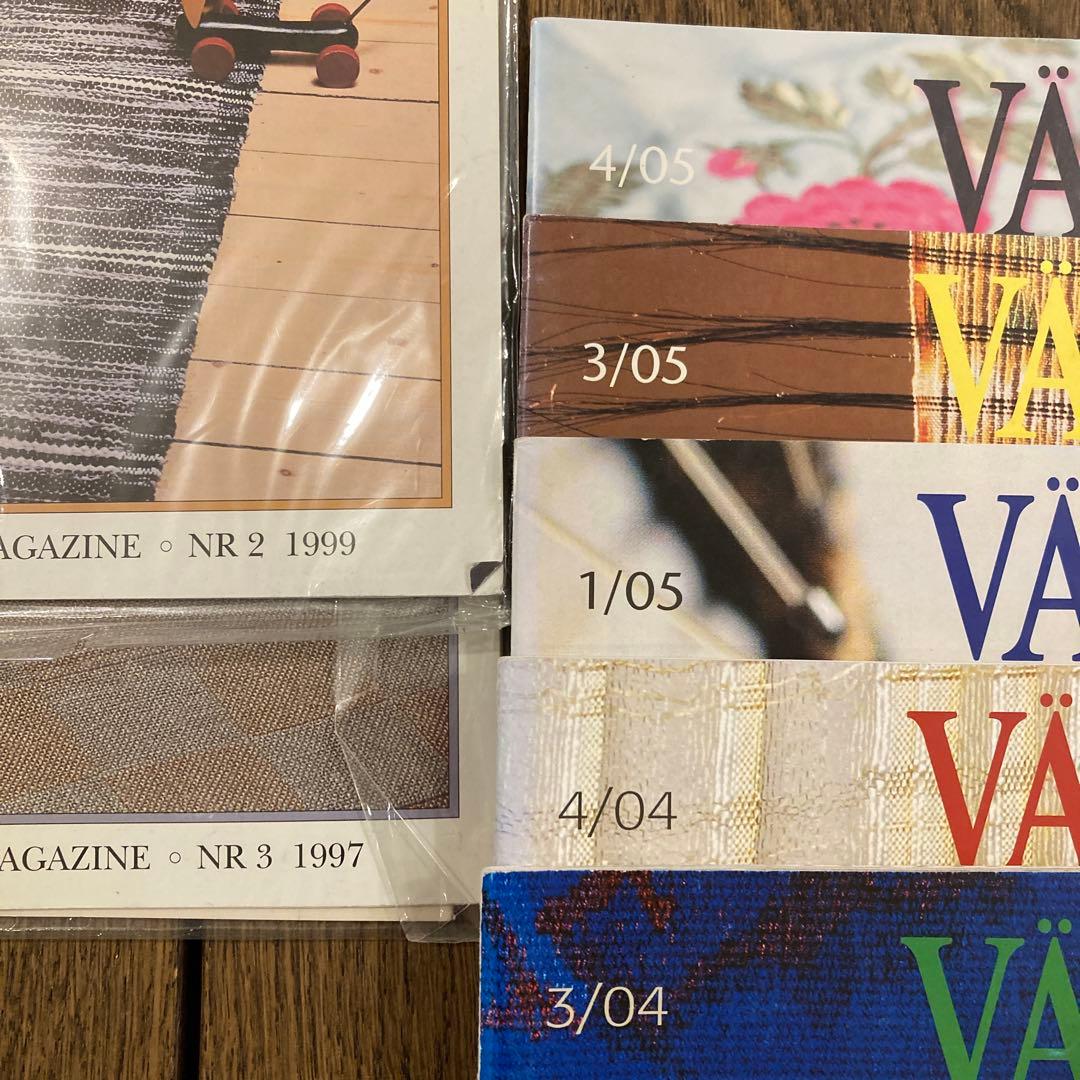 AGAZINE ◦ NR 2 1999
AGAZINE ◦ NR 3 1997
4/05
VÄ
3/05
VÄ
1/05
VÄ
4/04
VÄ
3/04
VÄ